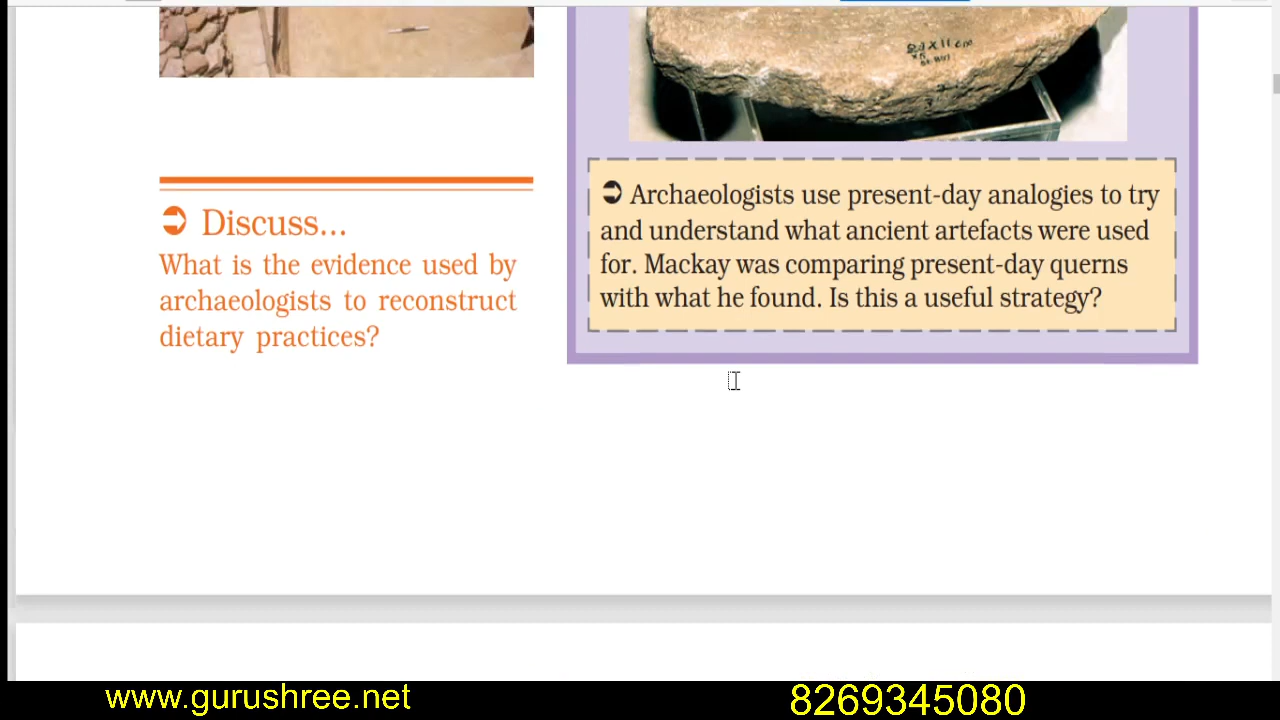 ➲ Discuss...
What is the evidence used by
archaeologists to reconstruct
dietary practices?
➲ Archaeologists use present-day analogies to try
and understand what ancient artefacts were used
for. Mackay was comparing present-day querns
with what he found. Is this a useful strategy?
www.gurushree.net
8269345080